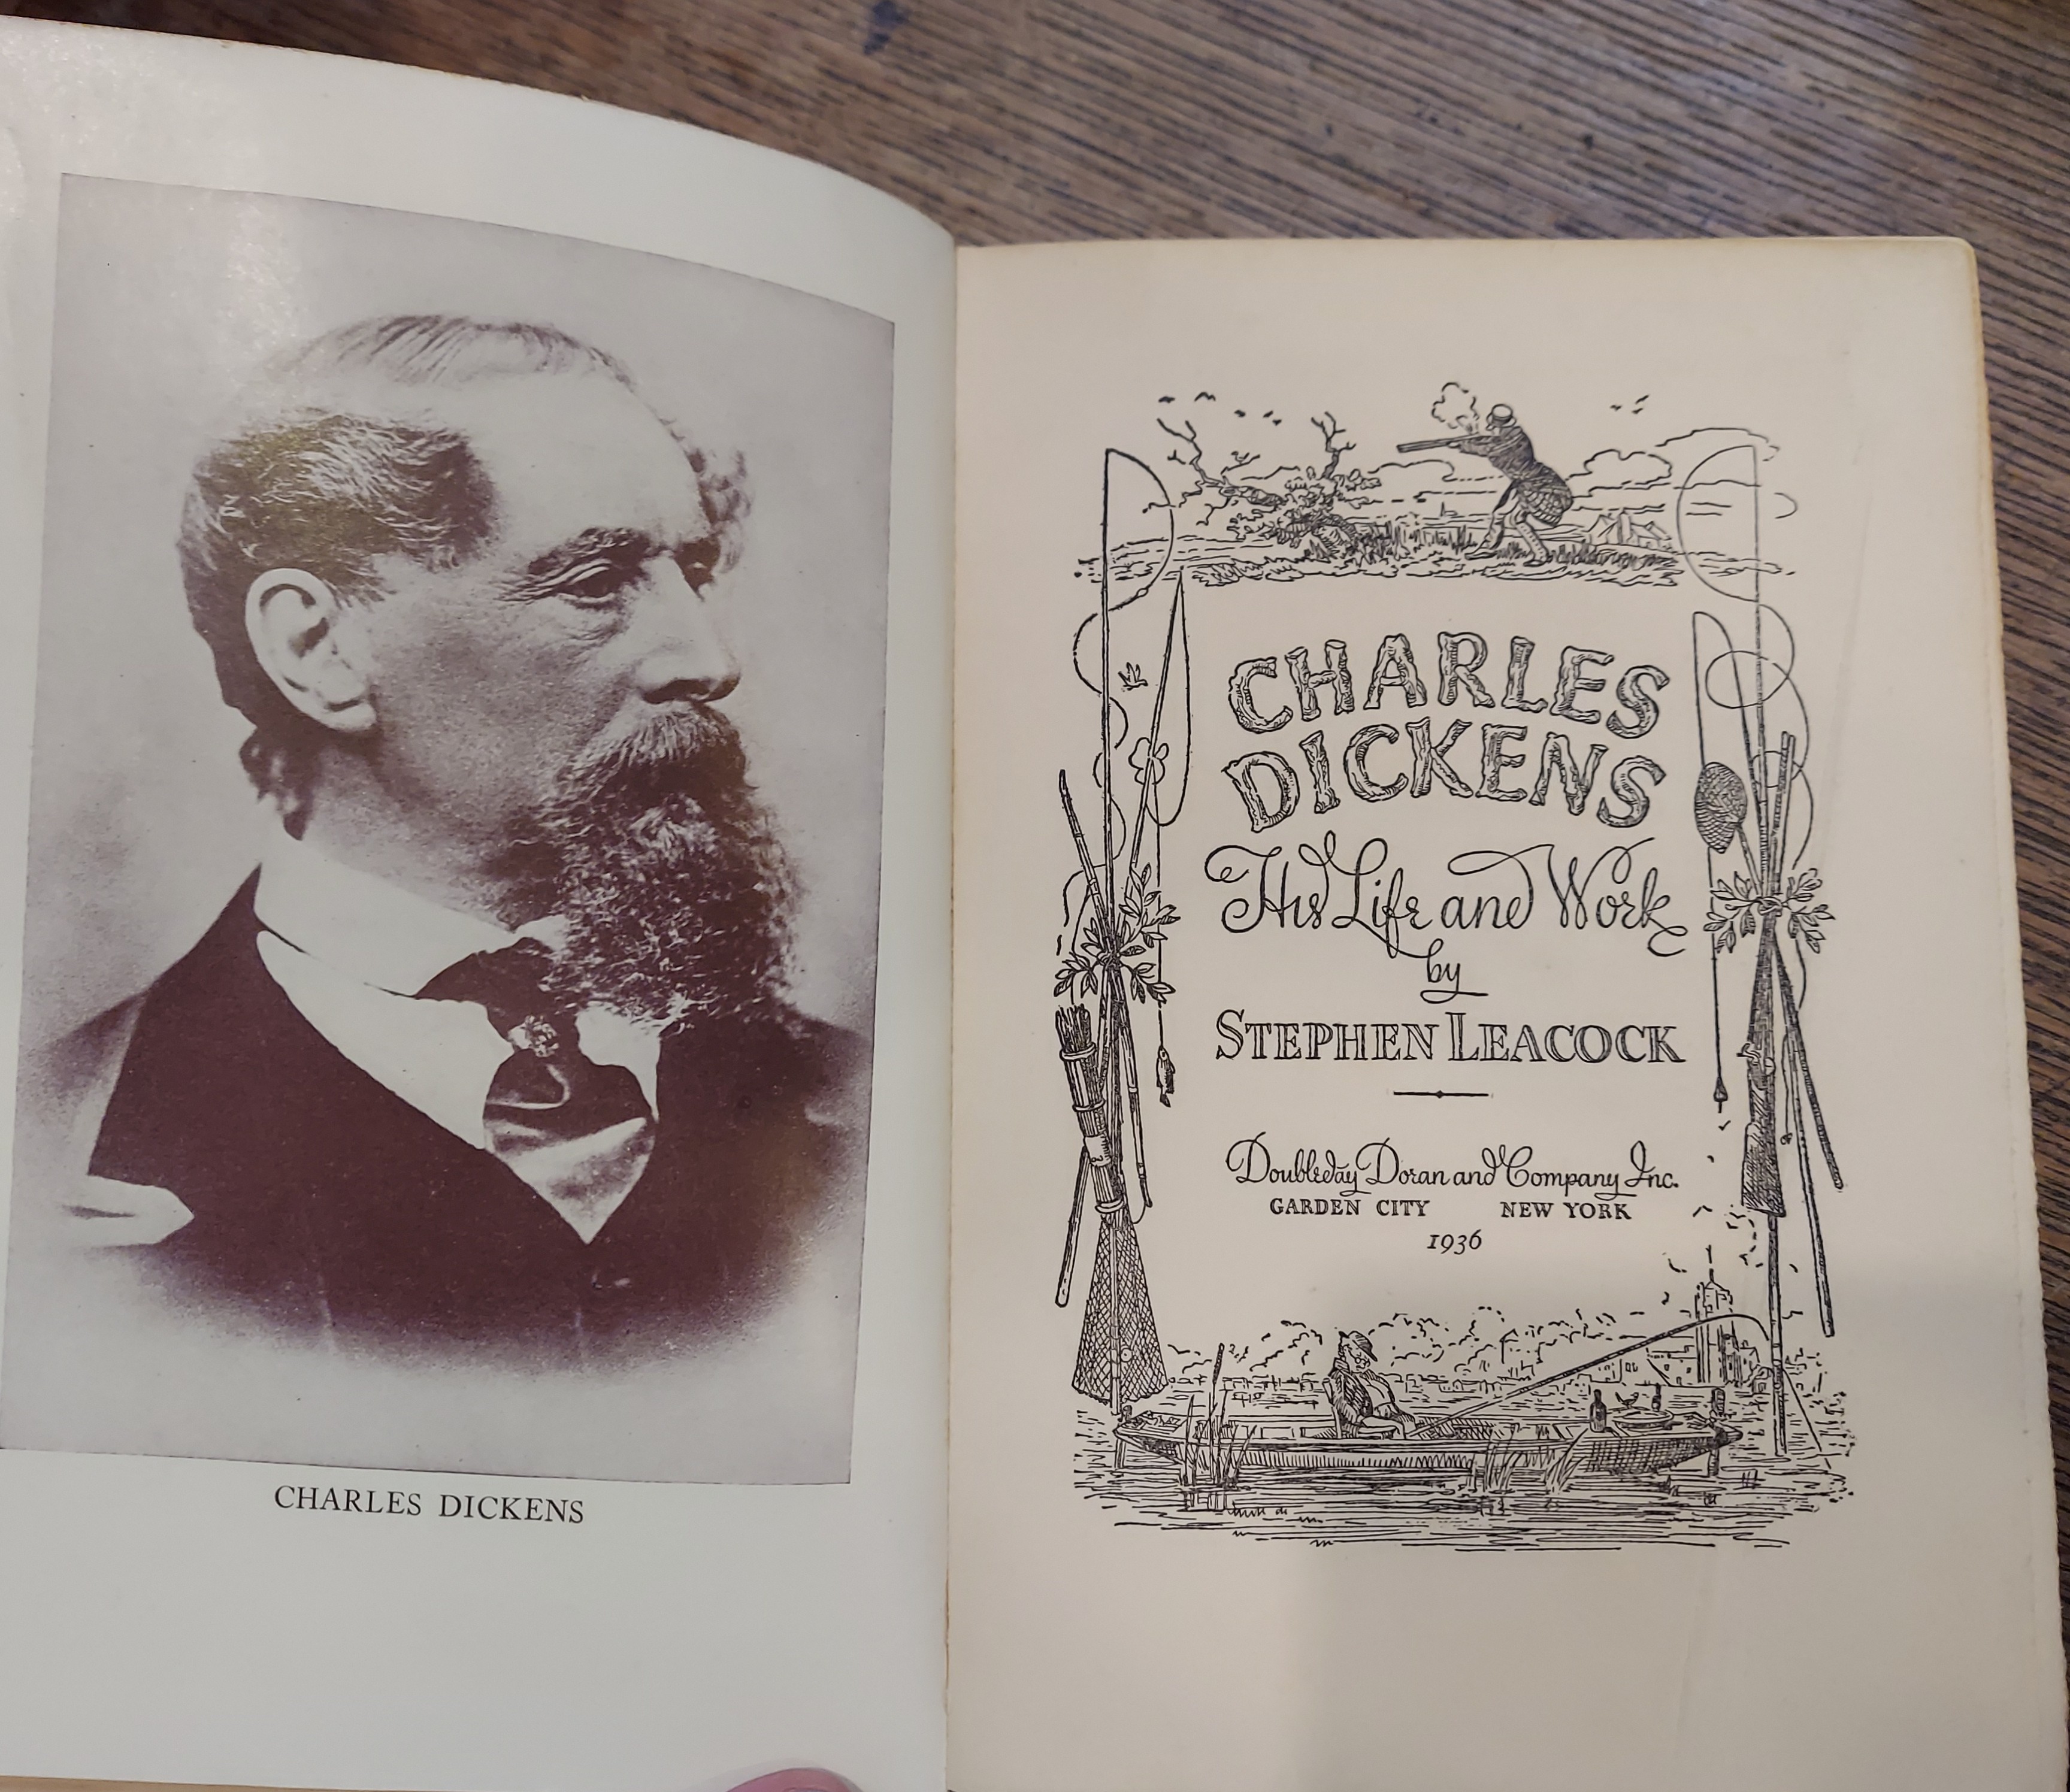 CHARLES DICKENS
CHARLES
DICKENS
His Life and Work
by
STEPHEN LEACOCK
Doubleday Doran and Company Inc.
GARDEN CITY NEW YORK
1936